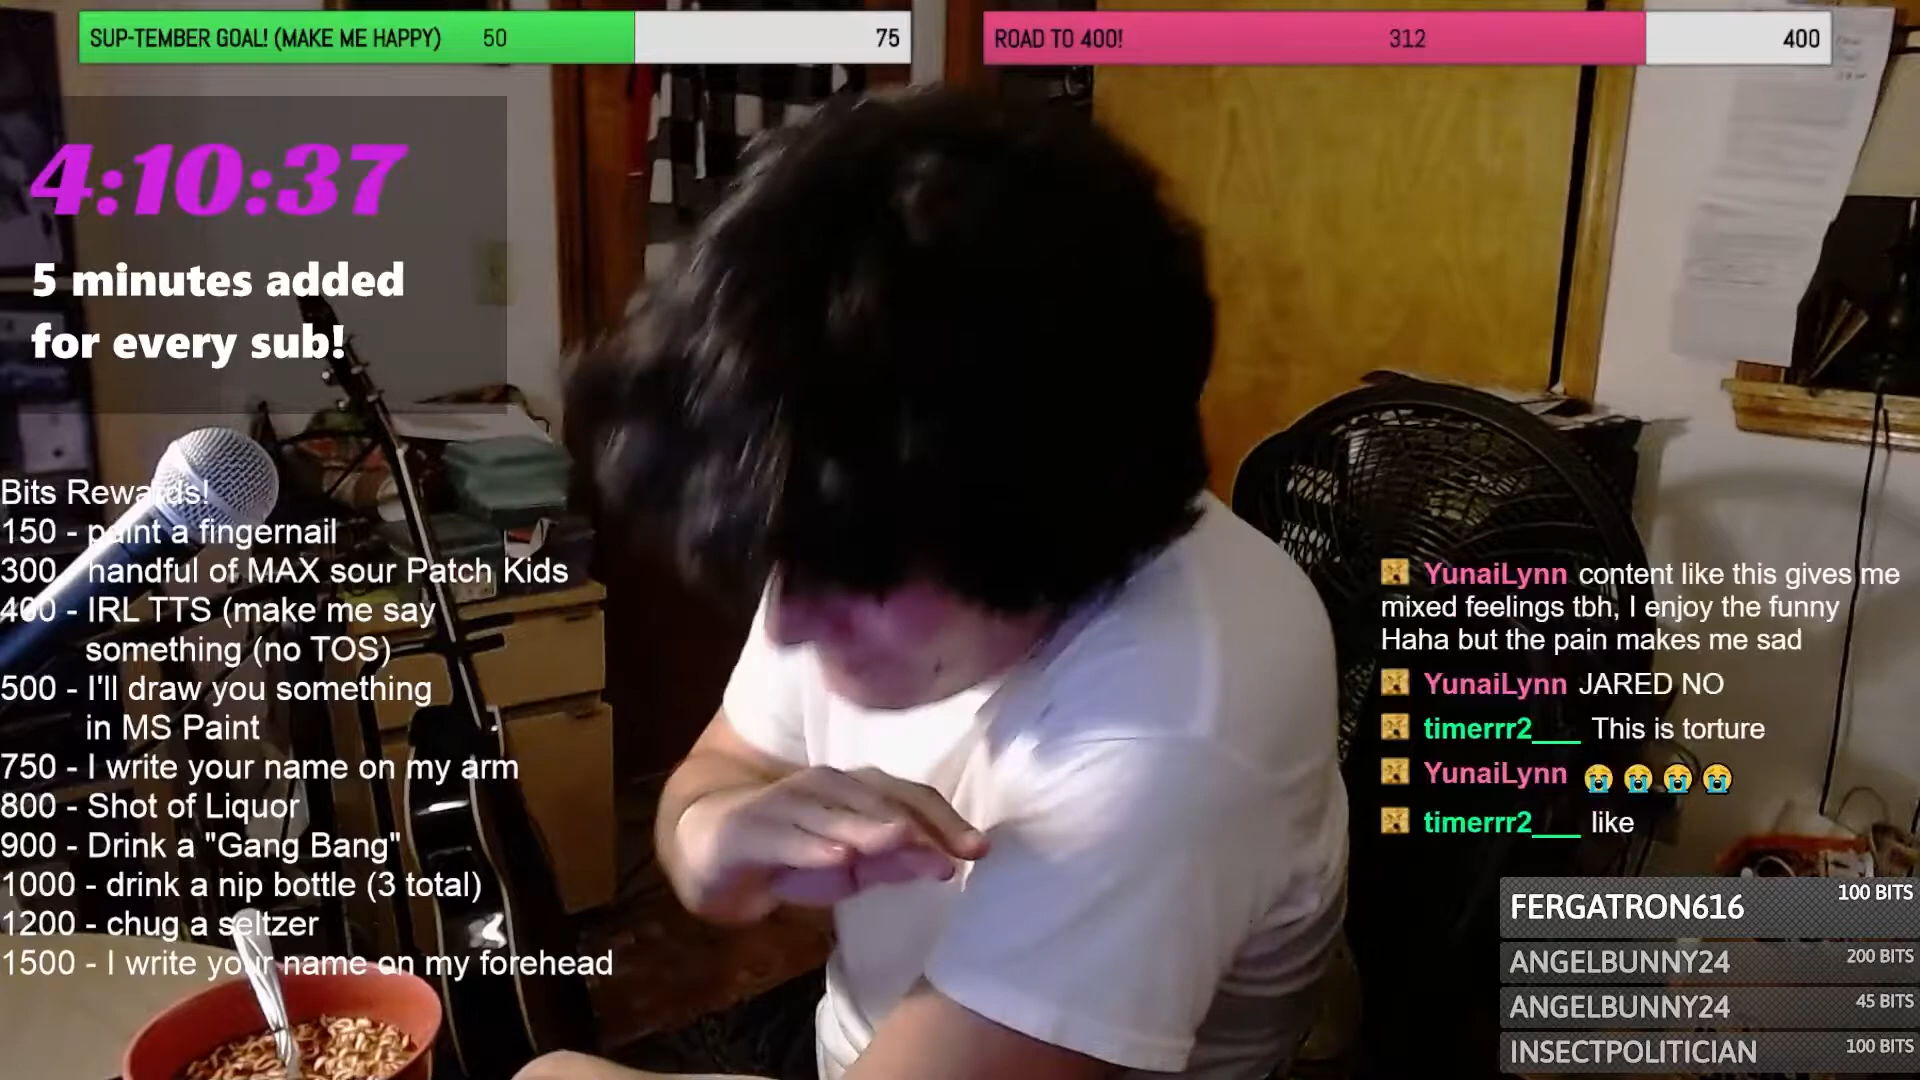 SUP-TEMBER GOAL! (MAKE ME HAPPY) 50 75
ROAD TO 400! 312 400
4:10:37
5 minutes added
for every sub!
Bits Rewards!
150 - paint a fingernail
300 - handful of MAX sour Patch Kids
400 - IRL TTS (make me say
something (no TOS)
500 - I'll draw you something
in MS Paint
750 - I write your name on my arm
800 - Shot of Liquor
900 - Drink a "Gang Bang"
1000 - drink a nip bottle (3 total)
1200 - chug a seltzer
1500 - I write your name on my forehead
YunaiLynn content like this gives me
mixed feelings tbh, I enjoy the funny
Haha but the pain makes me sad
YunaiLynn JARED NO
timerrr2___ This is torture
YunaiLynn 😭 😭 😭 😭
timerrr2___ like
FERGATRON616 100 BITS
ANGELBUNNY24 200 BITS
ANGELBUNNY24 45 BITS
INSECTPOLITICIAN 100 BITS